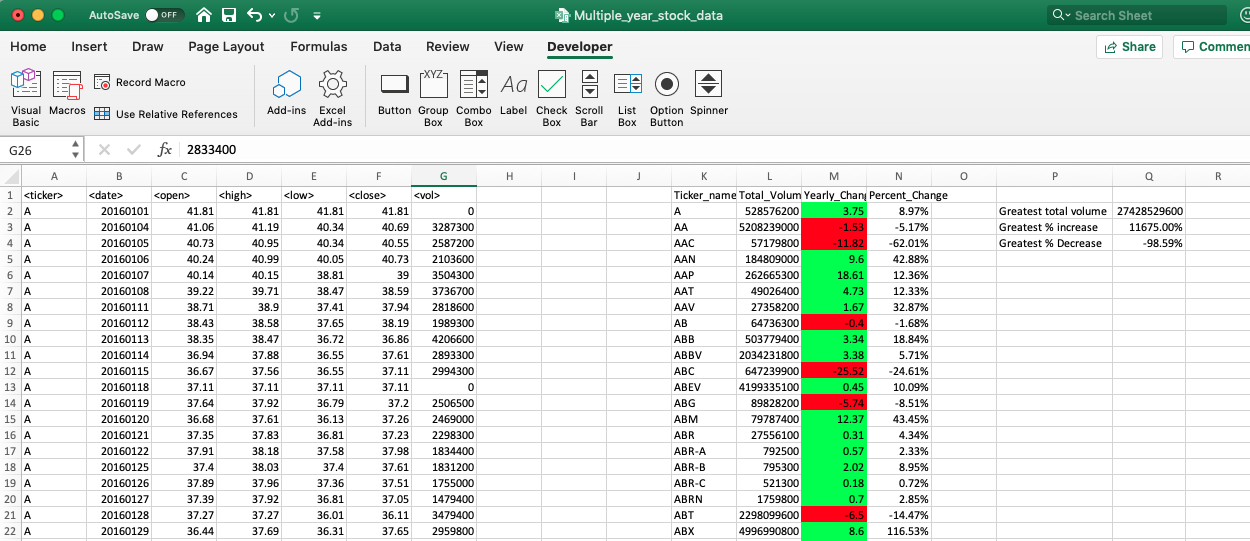 AutoSave OFF Multiple_year_stock_data Search Sheet
Home Insert Draw Page Layout Formulas Data Review View Developer Share Commen
Visual Basic Macros Record Macro Use Relative References Add-ins Excel Add-ins Button Group Box Combo Box Label Check Box Scroll Bar List Box Option Button Spinner
G26 fx 2833400
A B C D E F G H I J K L M N O P Q R
1 <ticker> <date> <open> <high> <low> <close> <vol> Ticker_name Total_Volum Yearly_Chang Percent_Change
2 A 20160101 41.81 41.81 41.81 41.81 0 A 528576200 3.75 8.97% Greatest total volume 27428529600
3 A 20160104 41.06 41.19 40.34 40.69 3287300 AA 5208239000 -1.53 -5.17% Greatest % increase 11675.00%
4 A 20160105 40.73 40.95 40.34 40.55 2587200 AAC 57179800 -11.82 -62.01% Greatest % Decrease -98.59%
5 A 20160106 40.24 40.99 40.05 40.73 2103600 AAN 184809000 9.6 42.88%
6 A 20160107 40.14 40.15 38.81 39 3504300 AAP 262665300 18.61 12.36%
7 A 20160108 39.22 39.71 38.47 38.59 3736700 AAT 49026400 4.73 12.33%
8 A 20160111 38.71 38.9 37.41 37.94 2818600 AAV 27358200 1.67 32.87%
9 A 20160112 38.43 38.58 37.65 38.19 1989300 AB 64736300 -0.4 -1.68%
10 A 20160113 38.35 38.47 36.72 36.86 4206600 ABB 503779400 3.34 18.84%
11 A 20160114 36.94 37.88 36.55 37.61 2893300 ABBV 2034231800 3.38 5.71%
12 A 20160115 36.67 37.56 36.55 37.11 2994300 ABC 647239900 -25.52 -24.61%
13 A 20160118 37.11 37.11 37.11 37.11 0 ABEV 4199335100 0.45 10.09%
14 A 20160119 37.64 37.92 36.79 37.2 2506500 ABG 89828200 -5.74 -8.51%
15 A 20160120 36.68 37.61 36.13 37.26 2469000 ABM 79787400 12.37 43.45%
16 A 20160121 37.35 37.83 36.81 37.23 2298300 ABR 27556100 0.31 4.34%
17 A 20160122 37.91 38.18 37.58 37.98 1834400 ABR-A 792500 0.57 2.33%
18 A 20160125 37.4 38.03 37.4 37.61 1831200 ABR-B 795300 2.02 8.95%
19 A 20160126 37.89 37.96 37.36 37.51 1755000 ABR-C 521300 0.18 0.72%
20 A 20160127 37.39 37.92 36.81 37.05 1479400 ABRN 1759800 0.7 2.85%
21 A 20160128 37.27 37.27 36.01 36.11 3479400 ABT 2298099600 -6.5 -14.47%
22 A 20160129 36.44 37.69 36.31 37.65 2959800 ABX 4996990800 8.6 116.53%